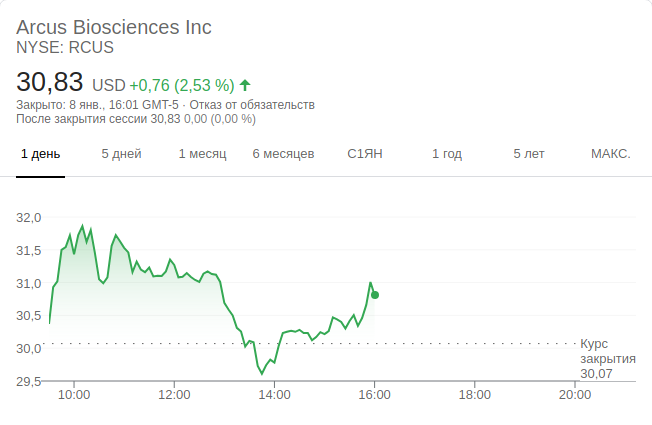 Arcus Biosciences Inc
NYSE: RCUS
30,83 USD +0,76 (2,53 %)
Закрыто: 8 янв., 16:01 GMT-5 · Отказ от обязательств
После закрытия сессии 30,83 0,00 (0,00 %)
1 день 5 дней 1 месяц 6 месяцев С1ЯН 1 год 5 лет МАКС.
32,0
31,5
31,0
30,5
30,0
29,5
Курс
закрытия
30,07
10:00 12:00 14:00 16:00 18:00 20:00